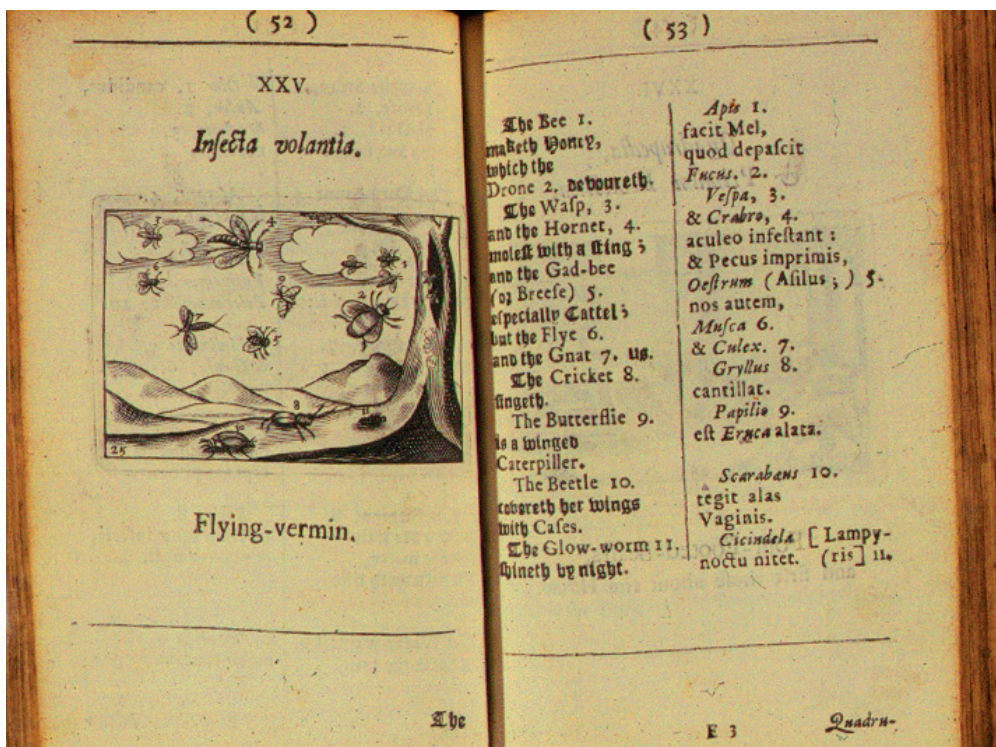 ( 52 )
XXV.
Inſecta volantia.
3
4
25
Flying-vermin.
The
( 53 )
The Bee 1.
maketh Honey,
which the
Drone 2. devoureth.
The Waſp, 3.
and the Hornet, 4.
moleſt with a ſting ;
and the Gad-bee
(oꝛ Breeſe) 5.
eſpecially Cattel ;
but the Flye 6.
and the Gnat 7. us.
The Cricket 8.
ſingeth.
The Butterflie 9.
is a winged
Caterpiller.
The Beetle 10.
covereth her wings
with Caſes.
The Glow-worm 11.
ſhineth by night.
Apis 1.
facit Mel,
quod depaſcit
Fucus. 2.
Veſpa, 3.
& Crabro, 4.
aculeo infeſtant :
& Pecus imprimis,
Oeſtrum (Aſilus ; ) 5.
nos autem,
Muſca 6.
& Culex. 7.
Gryllus 8.
cantillat.
Papilio 9.
eſt Eruca alata.
Scarabæus 10.
tegit alas
Vaginis.
Cicindela [ Lampy-
noctu nitet. (ris] 11.
E 3
Quadru-